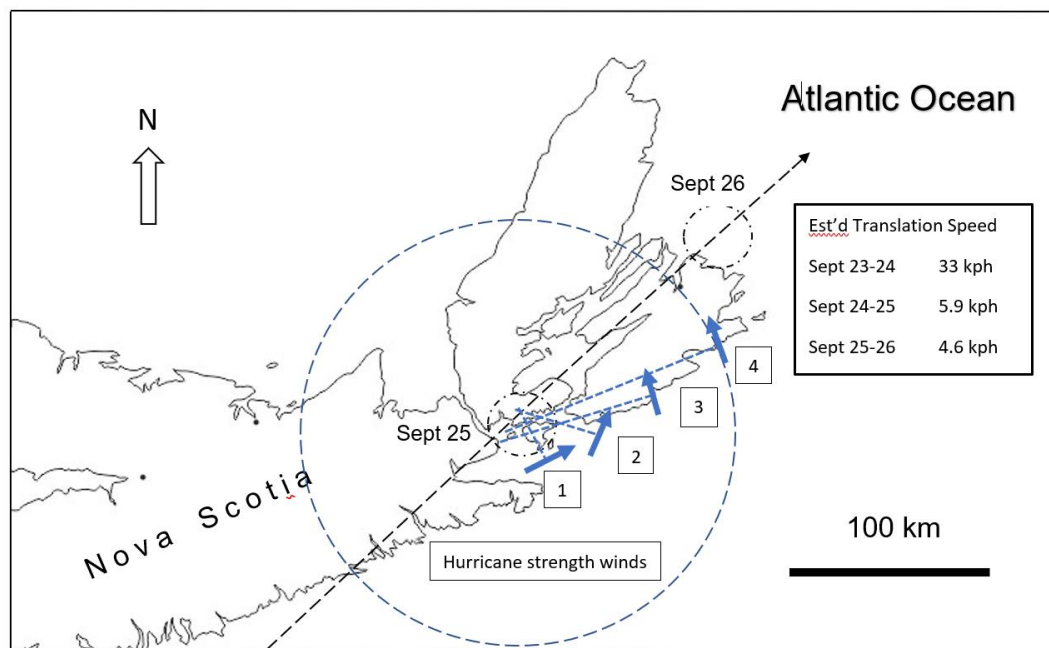 Atlantic Ocean
N
Sept 26
Est'd Translation Speed
Sept 23-24 33 kph
Sept 24-25 5.9 kph
Sept 25-26 4.6 kph
4
3
Sept 25
2
1
Nova Scotia
100 km
Hurricane strength winds